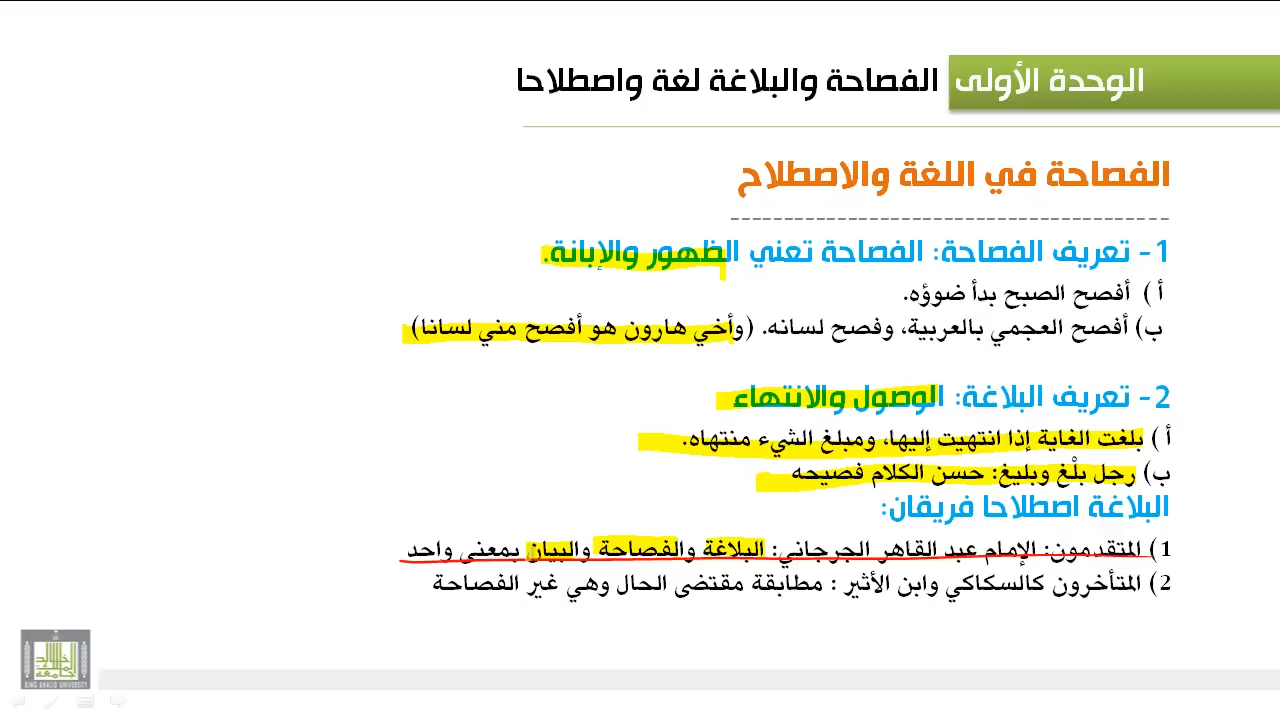 الوحدة الأولى الفصاحة والبلاغة لغة واصطلاحا
الفصاحة في اللغة والاصطلاح
1- تعريف الفصاحة: الفصاحة تعني الظهور والإبانة.
أ ) أفصح الصبح بدأ ضوؤه.
ب) أفصح العجمي بالعربية، وفصح لسانه. (وأخي هارون هو أفصح مني لسانا)
2- تعريف البلاغة: الوصول والانتهاء
أ ) بلغت الغاية إذا انتهيت إليها، ومبلغ الشيء منتهاه.
ب) رجل بلْغ وبليغ: حسن الكلام فصيحه
البلاغة اصطلاحا فريقان:
1) المتقدمون: الإمام عبد القاهر الجرجاني: البلاغة والفصاحة والبيان بمعنى واحد
2) المتأخرون كالسكاكي وابن الأثير : مطابقة مقتضى الحال وهي غير الفصاحة
KING KHALID UNIVERSITY